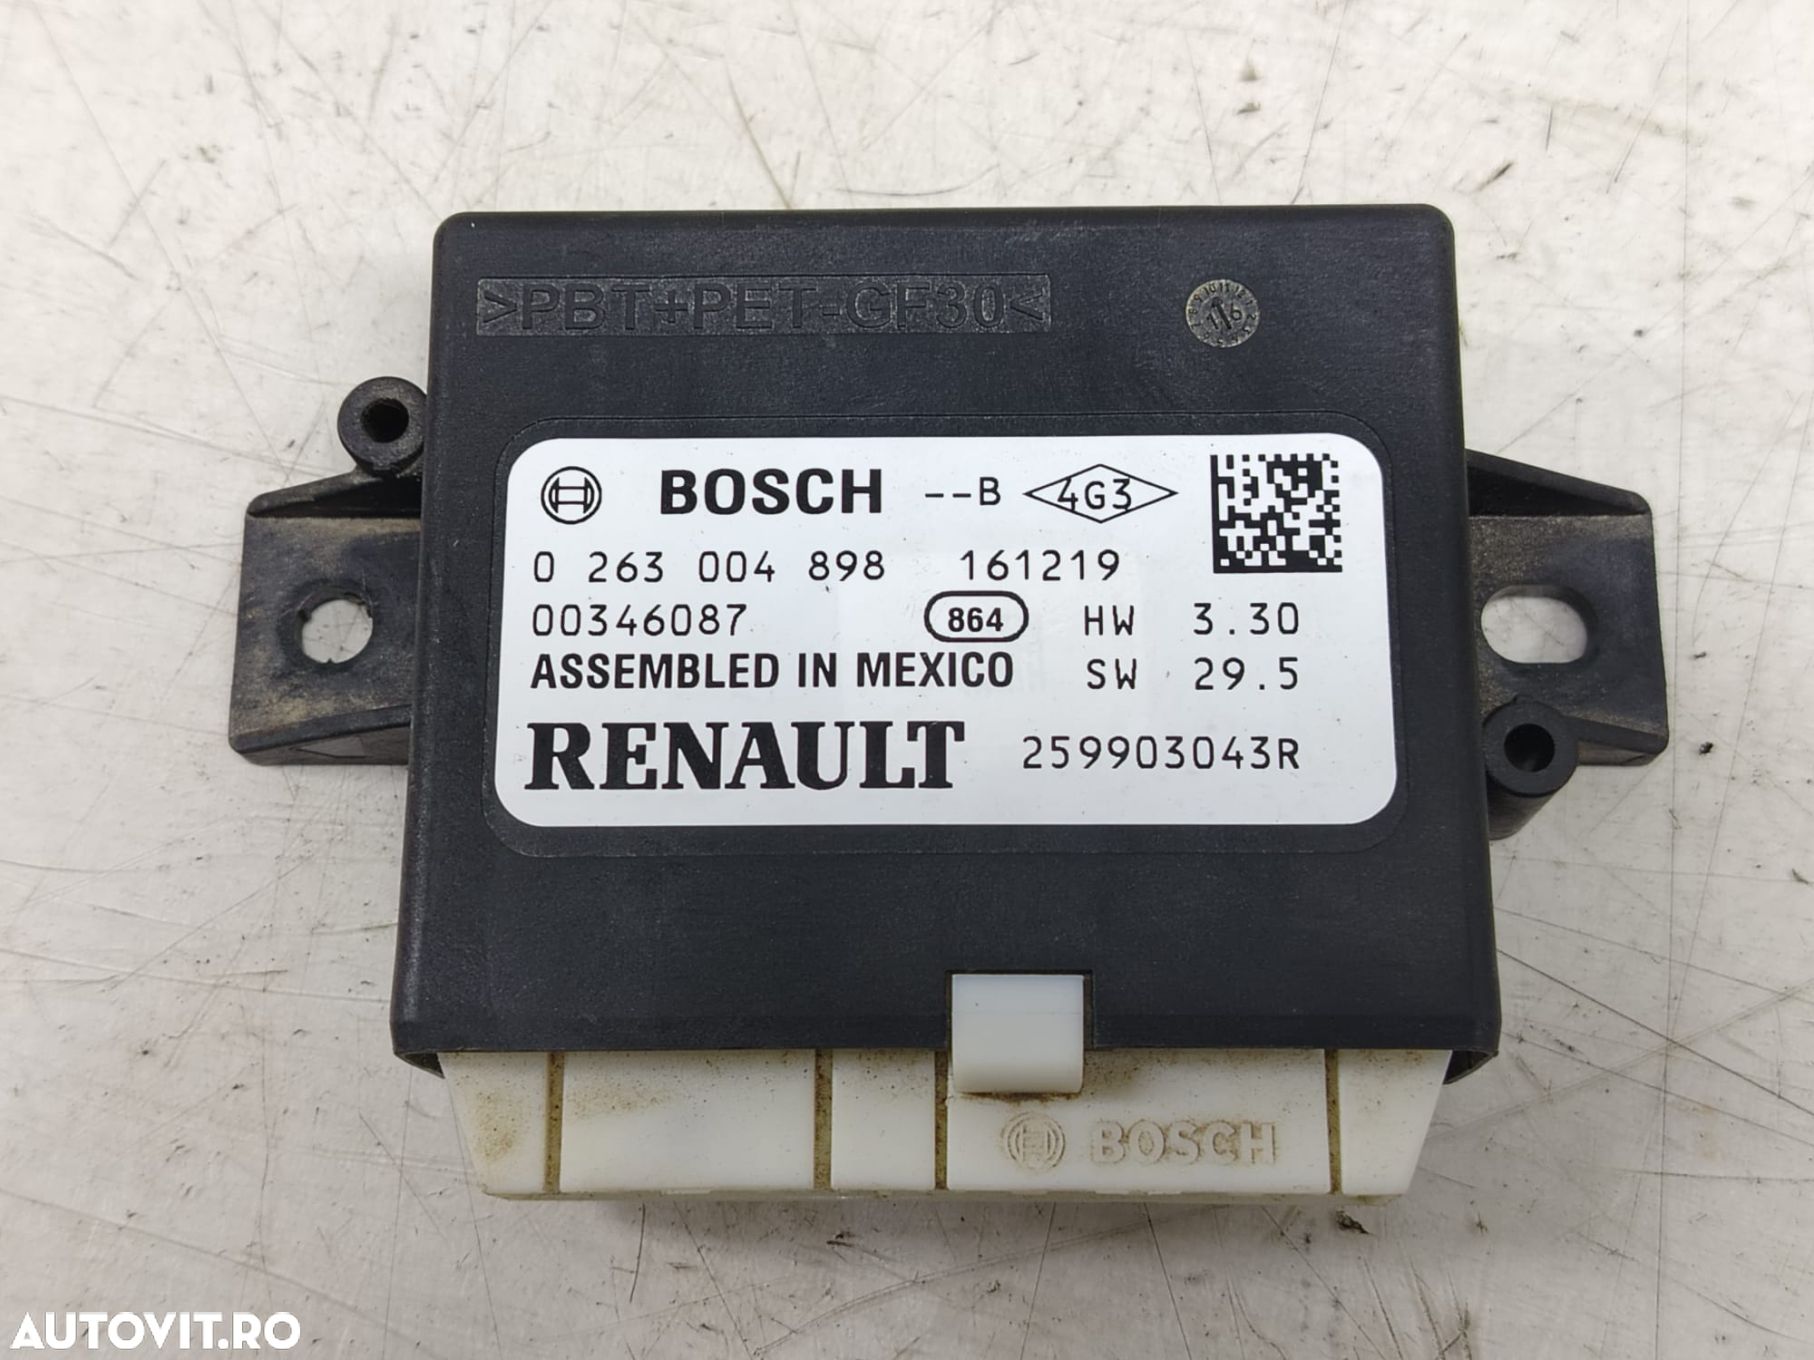 >PBT+PET-GF30<
BOSCH --B 4G3
0 263 004 898 161219
00346087 864 HW 3.30
ASSEMBLED IN MEXICO SW 29.5
RENAULT 259903043R
BOSCH
AUTOVIT.RO